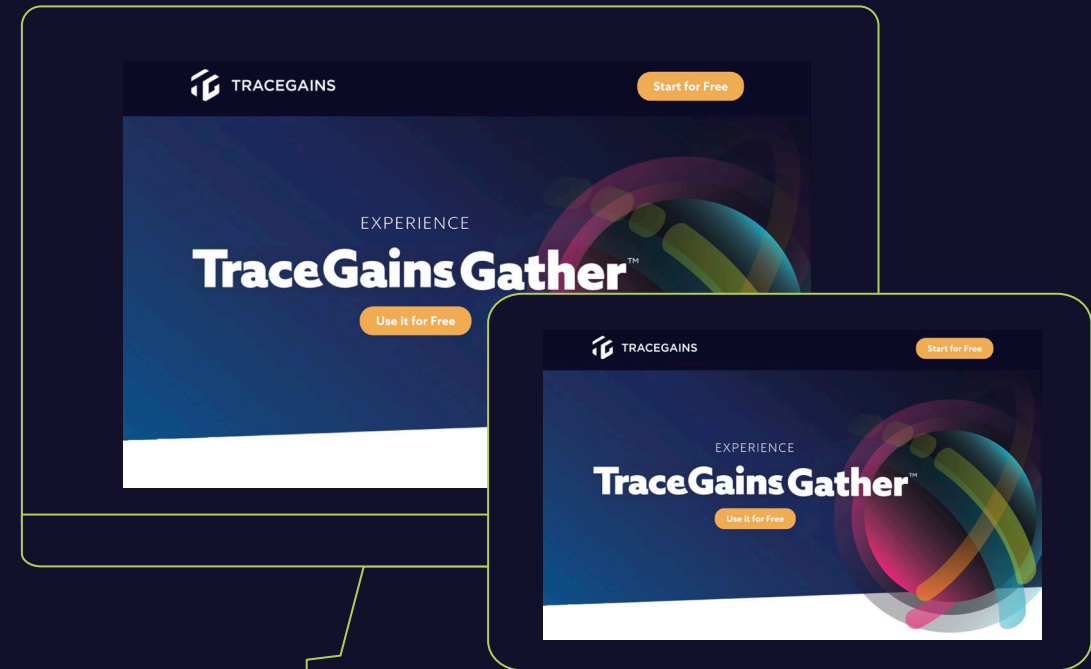 TRACEGAINS
Start for Free
EXPERIENCE
TraceGains Gather™
Use it for Free
TRACEGAINS
Start for Free
EXPERIENCE
TraceGains Gather™
Use it for Free